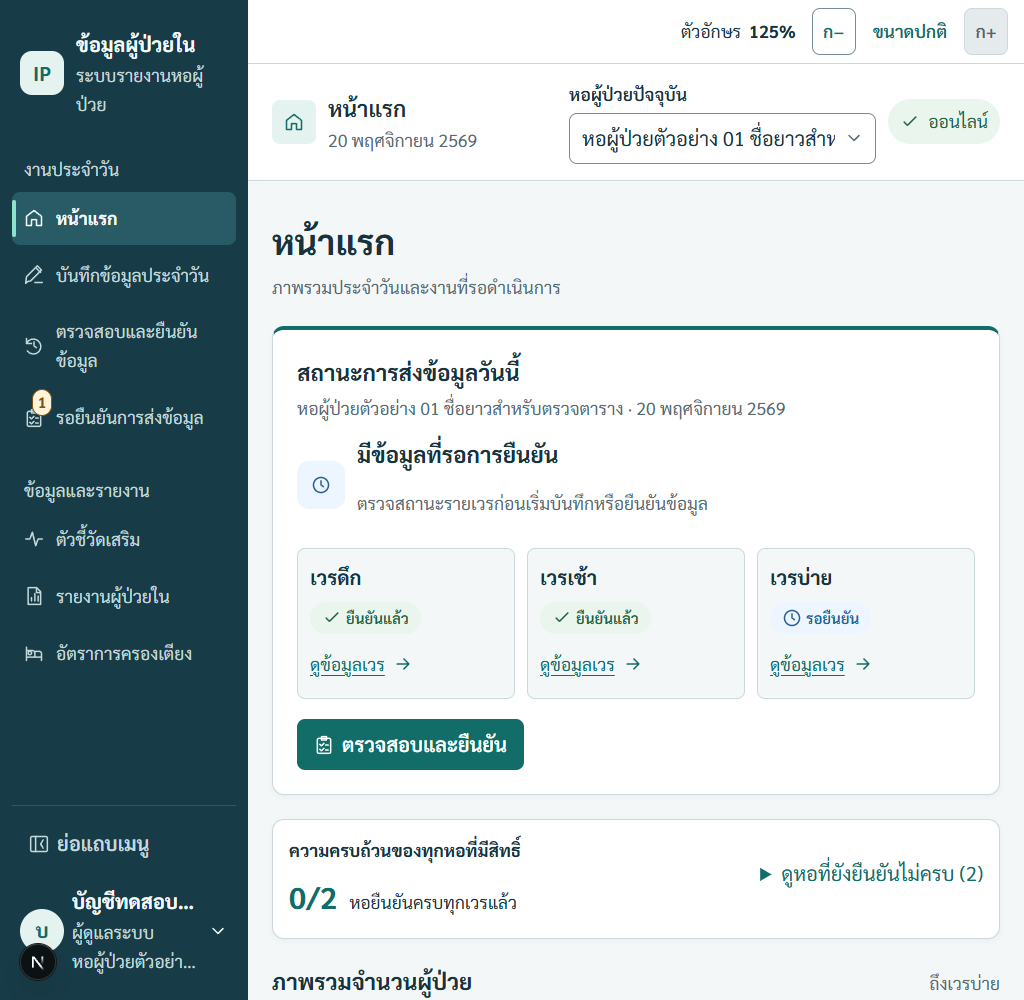 IP
ข้อมูลผู้ป่วยใน
ระบบรายงานหอผู้
ป่วย
งานประจำวัน
หน้าแรก
บันทึกข้อมูลประจำวัน
ตรวจสอบและยืนยัน
ข้อมูล
1
รอยืนยันการส่งข้อมูล
ข้อมูลและรายงาน
ตัวชี้วัดเสริม
รายงานผู้ป่วยใน
อัตราการครองเตียง
ย่อแถบเมนู
บ
บัญชีทดสอบ...
ผู้ดูแลระบบ
หอผู้ป่วยตัวอย่า...
N
ตัวอักษร 125% ก− ขนาดปกติ ก+
หน้าแรก
20 พฤศจิกายน 2569
หอผู้ป่วยปัจจุบัน
หอผู้ป่วยตัวอย่าง 01 ชื่อยาวสำห
ออนไลน์
หน้าแรก
ภาพรวมประจำวันและงานที่รอดำเนินการ
สถานะการส่งข้อมูลวันนี้
หอผู้ป่วยตัวอย่าง 01 ชื่อยาวสำหรับตรวจตาราง · 20 พฤศจิกายน 2569
มีข้อมูลที่รอการยืนยัน
ตรวจสถานะรายเวรก่อนเริ่มบันทึกหรือยืนยันข้อมูล
เวรดึก
ยืนยันแล้ว
ดูข้อมูลเวร
เวรเช้า
ยืนยันแล้ว
ดูข้อมูลเวร
เวรบ่าย
รอยืนยัน
ดูข้อมูลเวร
ตรวจสอบและยืนยัน
ความครบถ้วนของทุกหอที่มีสิทธิ์
0/2 หอยืนยันครบทุกเวรแล้ว
ดูหอที่ยังยืนยันไม่ครบ (2)
ภาพรวมจำนวนผู้ป่วย
ถึงเวรบ่าย